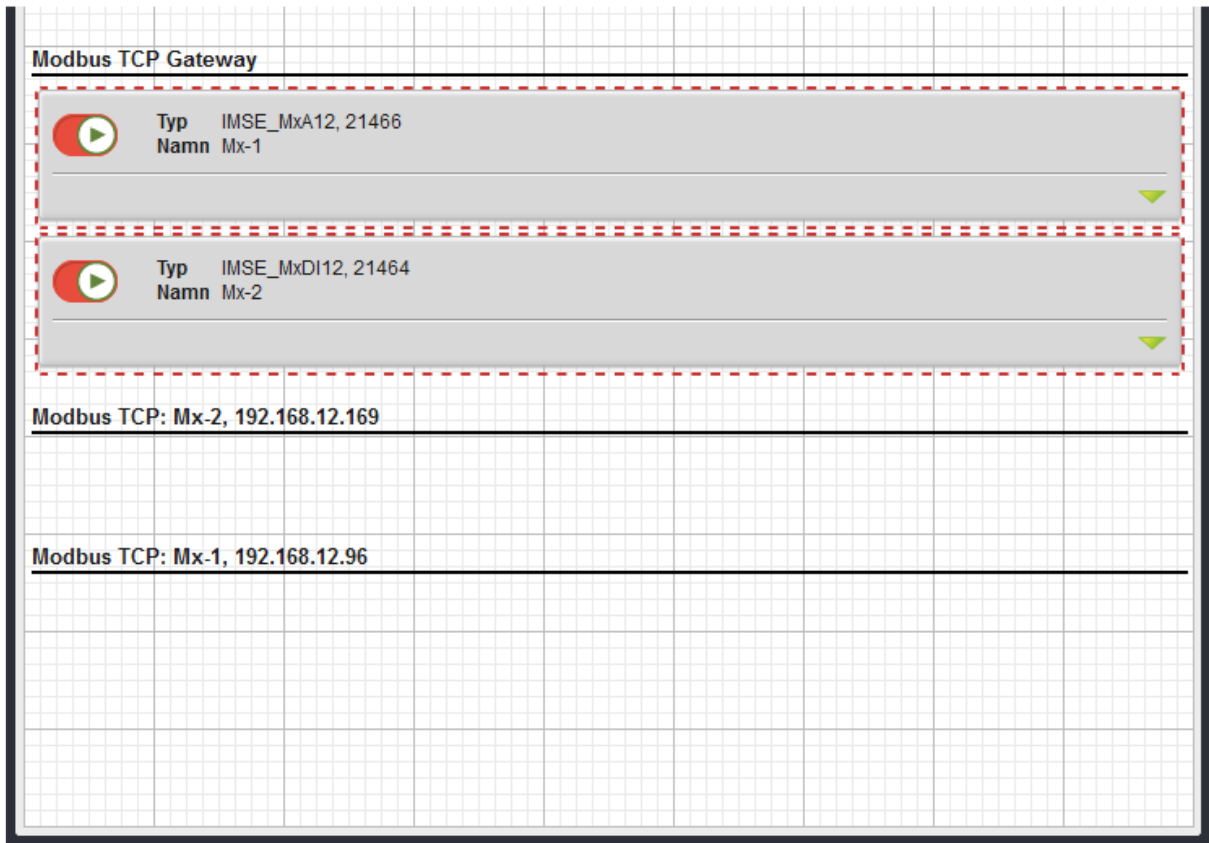 Modbus TCP Gateway
Typ IMSE_MxA12, 21466
Namn Mx-1
Typ IMSE_MxDI12, 21464
Namn Mx-2
Modbus TCP: Mx-2, 192.168.12.169
Modbus TCP: Mx-1, 192.168.12.96